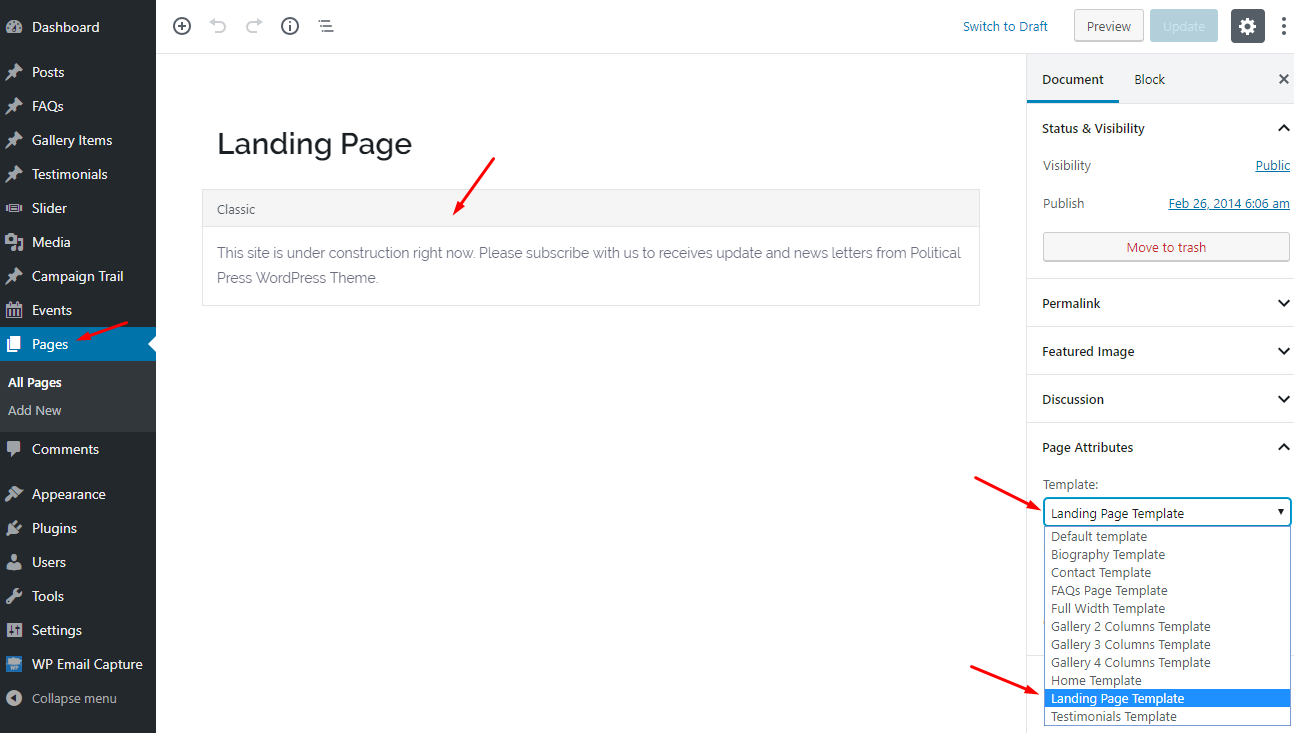 Dashboard
Posts
FAQs
Gallery Items
Testimonials
Slider
Media
Campaign Trail
Events
Pages
All Pages
Add New
Comments
Appearance
Plugins
Users
Tools
Settings
WP Email Capture
Collapse menu
Switch to Draft
Preview
Update
Landing Page
Classic
This site is under construction right now. Please subscribe with us to receives update and news letters from Political
Press WordPress Theme.
Document Block
Status & Visibility
Visibility Public
Publish Feb 26, 2014 6:06 am
Move to trash
Permalink
Featured Image
Discussion
Page Attributes
Template:
Landing Page Template
Default template
Biography Template
Contact Template
FAQs Page Template
Full Width Template
Gallery 2 Columns Template
Gallery 3 Columns Template
Gallery 4 Columns Template
Home Template
Landing Page Template
Testimonials Template